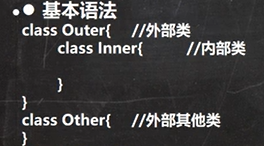 ● 基本语法
class Outer{ //外部类
class Inner{ //内部类
}
}
class Other{ //外部其他类
}